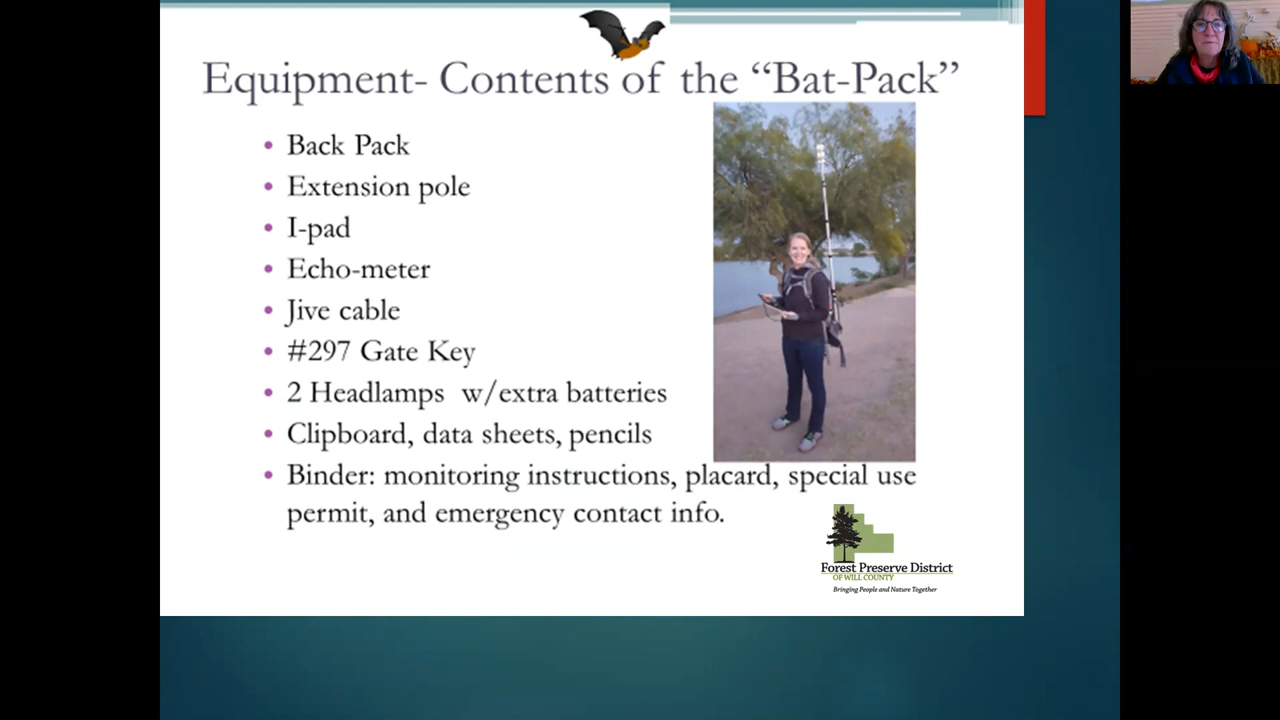 Equipment- Contents of the “Bat-Pack”
• Back Pack
• Extension pole
• I-pad
• Echo-meter
• Jive cable
• #297 Gate Key
• 2 Headlamps w/extra batteries
• Clipboard, data sheets, pencils
• Binder: monitoring instructions, placard, special use
permit, and emergency contact info.
Forest Preserve District
OF WILL COUNTY
Bringing People and Nature Together